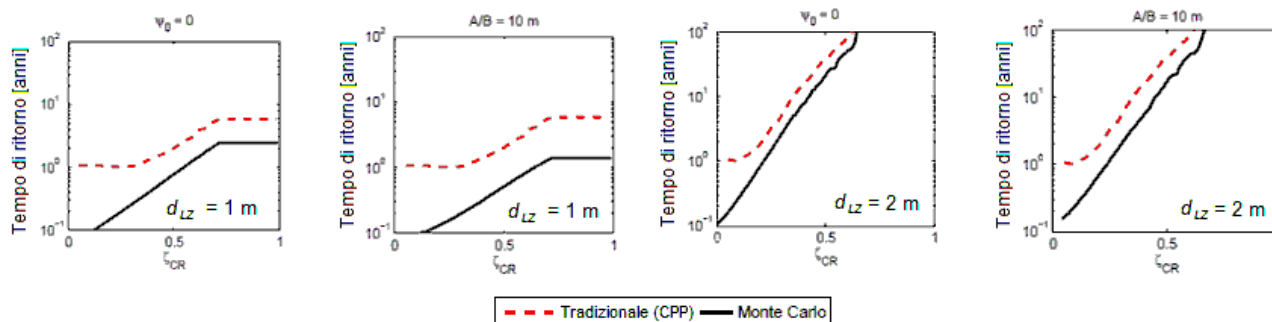 ψ0 = 0
Tempo di ritorno [anni]
10^2
10^1
10^0
10^-1
0
0.5
1
ζCR
d LZ = 1 m
A/B = 10 m
Tempo di ritorno [anni]
10^2
10^1
10^0
10^-1
0
0.5
1
ζCR
d LZ = 1 m
ψ0 = 0
Tempo di ritorno [anni]
10^2
10^1
10^0
10^-1
0
0.5
1
ζCR
d LZ = 2 m
A/B = 10 m
Tempo di ritorno [anni]
10^2
10^1
10^0
10^-1
0
0.5
ζCR
d LZ = 2 m
Tradizionale (CPP) Monte Carlo